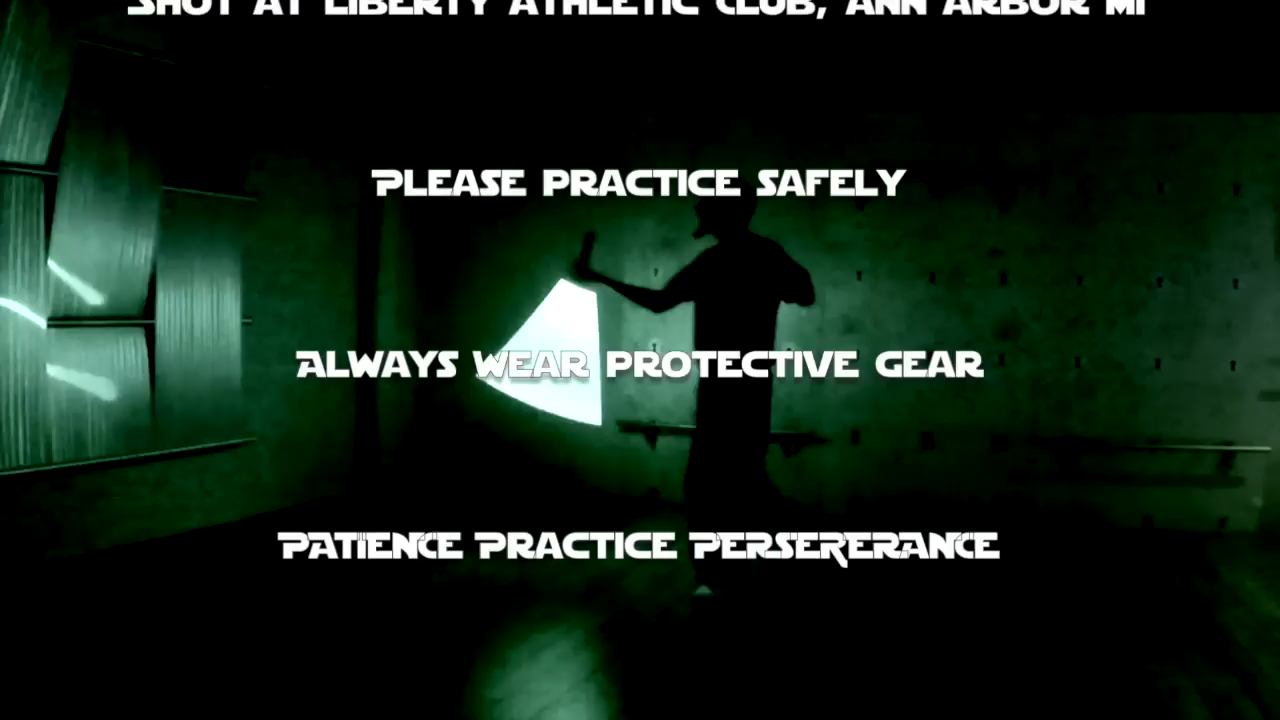 SHOT AT LIBERTY ATHLETIC CLUB, ANN ARBOR MI
PLEASE PRACTICE SAFELY
ALWAYS WEAR PROTECTIVE GEAR
PATIENCE PRACTICE PERSERERANCE